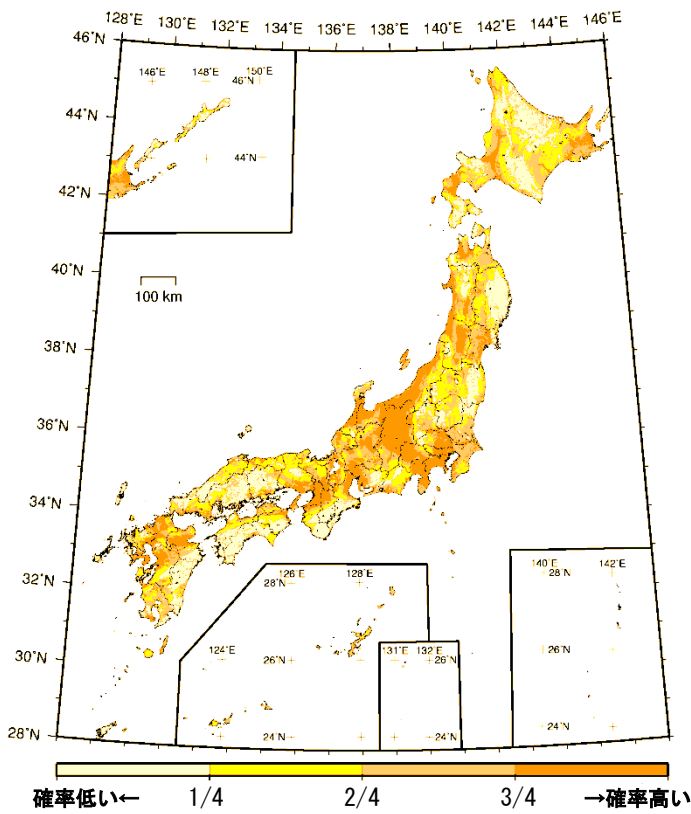 128°E 130°E 132°E 134°E 136°E 138°E 140°E 142°E 144°E 146°E
46°N
146°E 148°E 150°E
46°N
44°N
44°N
42°N
40°N
100 km
38°N
36°N
34°N
32°N
126°E 128°E
28°N
140°E 142°E
28°N
30°N
124°E
26°N
131°E 132°E
26°N
26°N
28°N
24°N
24°N
24°N
確率低い← 1/4 2/4 3/4 →確率高い